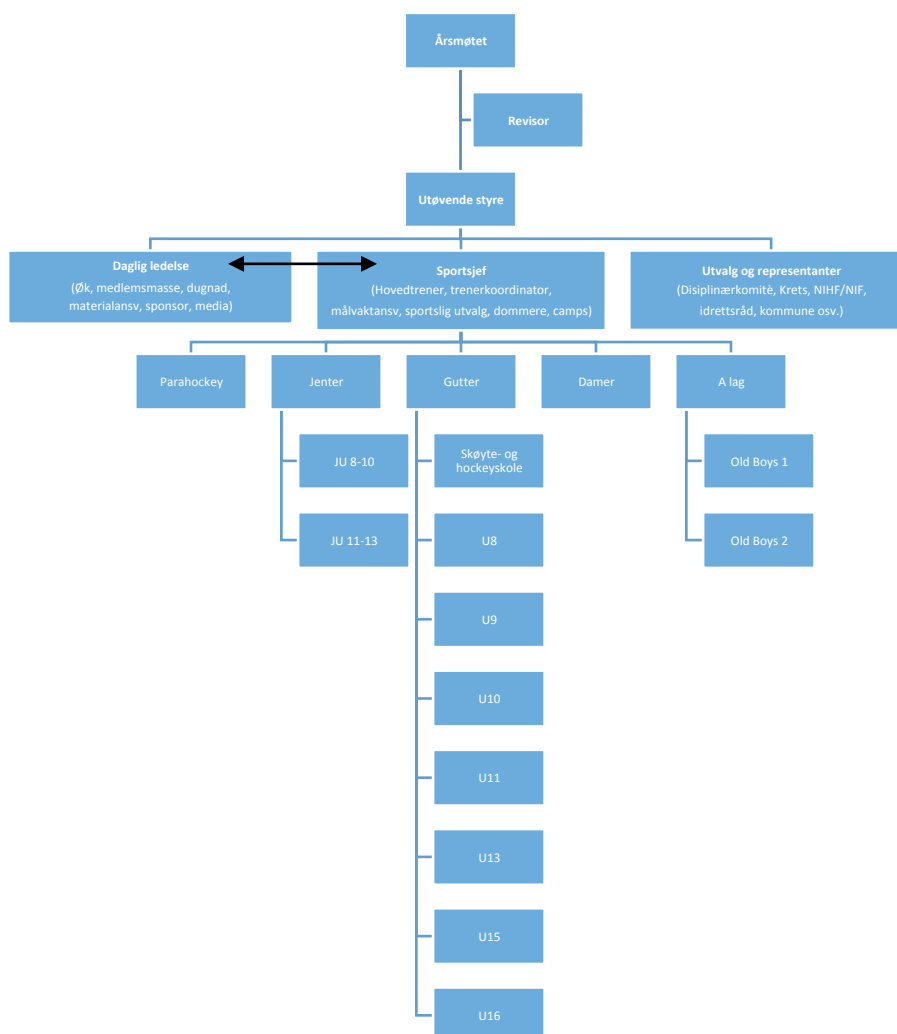 Årsmøtet
Revisor
Utøvende styre
Daglig ledelse
(Øk, medlemsmasse, dugnad,
materialansv, sponsor, media)
Sportsjef
(Hovedtrener, trenerkoordinator,
målvaktansv, sportslig utvalg, dommere, camps)
Utvalg og representanter
(Disiplinærkomitè, Krets, NIHF/NIF,
idrettsråd, kommune osv.)
Parahockey
Jenter
Gutter
Damer
A lag
JU 8-10
JU 11-13
Skøyte- og
hockeyskole
U8
U9
U10
U11
U13
U15
U16
Old Boys 1
Old Boys 2